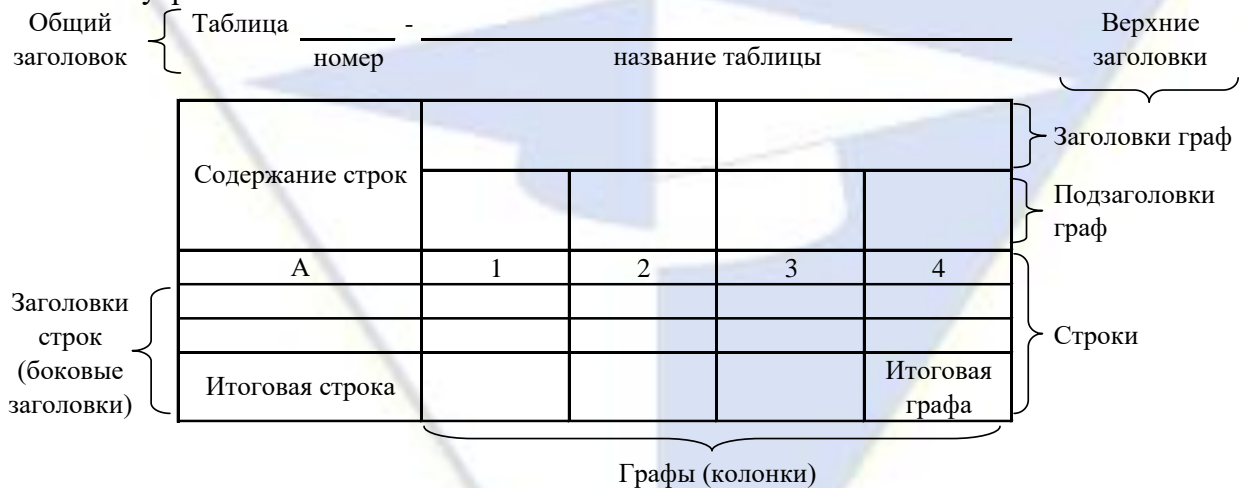 Общий
заголовок
Таблица -
номер
название таблицы
Верхние
заголовки
Содержание строк
Заголовки граф
Подзаголовки
граф
А 1 2 3 4
Заголовки
строк
(боковые
заголовки)
Строки
Итоговая строка
Итоговая
графа
Графы (колонки)